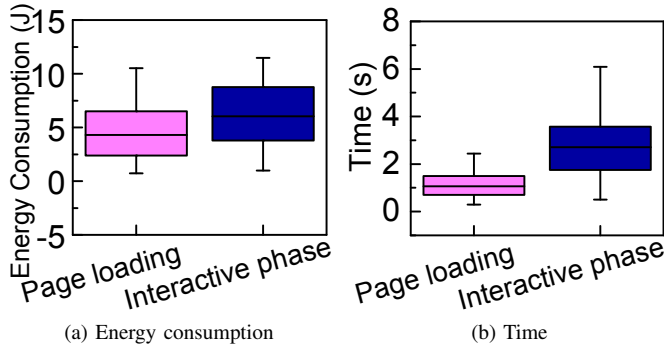 Energy Consumption (J)
15
10
5
0
-5
Page loading
Interactive phase
(a) Energy consumption
Time (s)
8
6
4
2
0
Page loading
Interactive phase
(b) Time